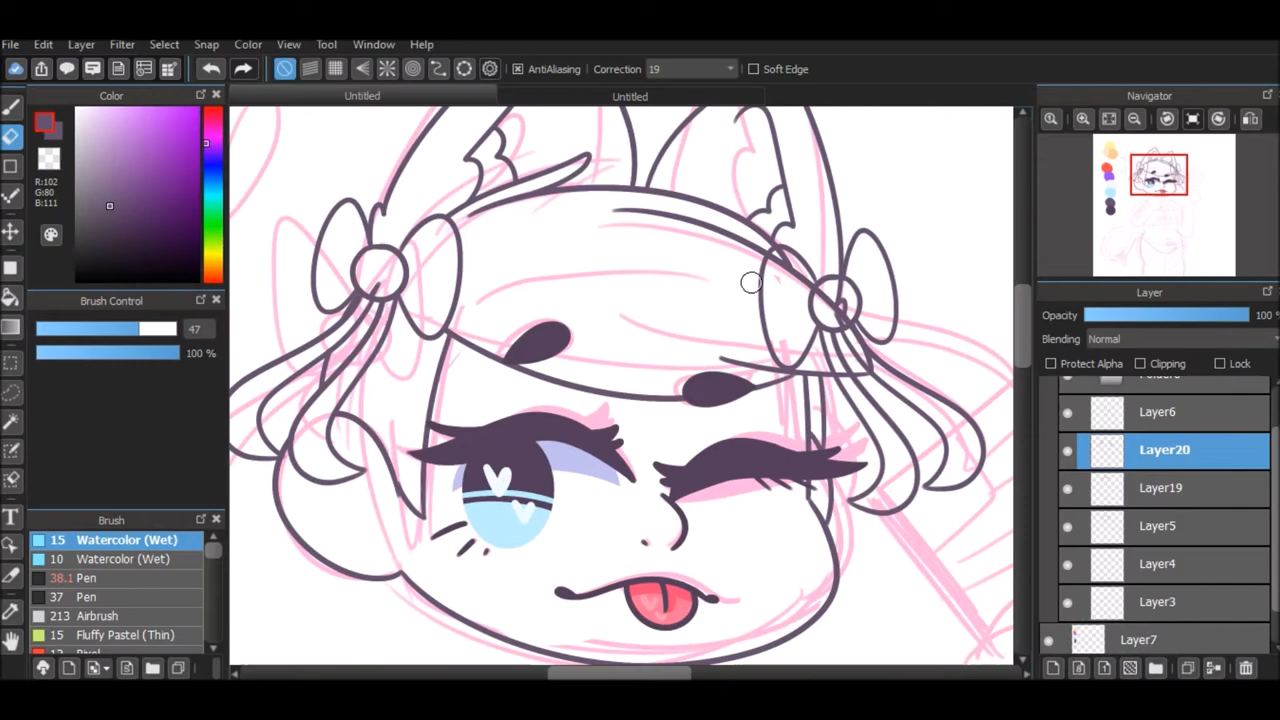 File Edit Layer Filter Select Snap Color View Tool Window Help
AntiAliasing Correction 19 Soft Edge
Color
Untitled
Untitled
Navigator
R:102
G:80
B:111
Brush Control
47
100 %
Brush
15 Watercolor (Wet)
10 Watercolor (Wet)
38.1 Pen
37 Pen
213 Airbrush
15 Fluffy Pastel (Thin)
Layer
Opacity 100 %
Blending Normal
Protect Alpha Clipping Lock
Layer6
Layer20
Layer19
Layer5
Layer4
Layer3
Layer7